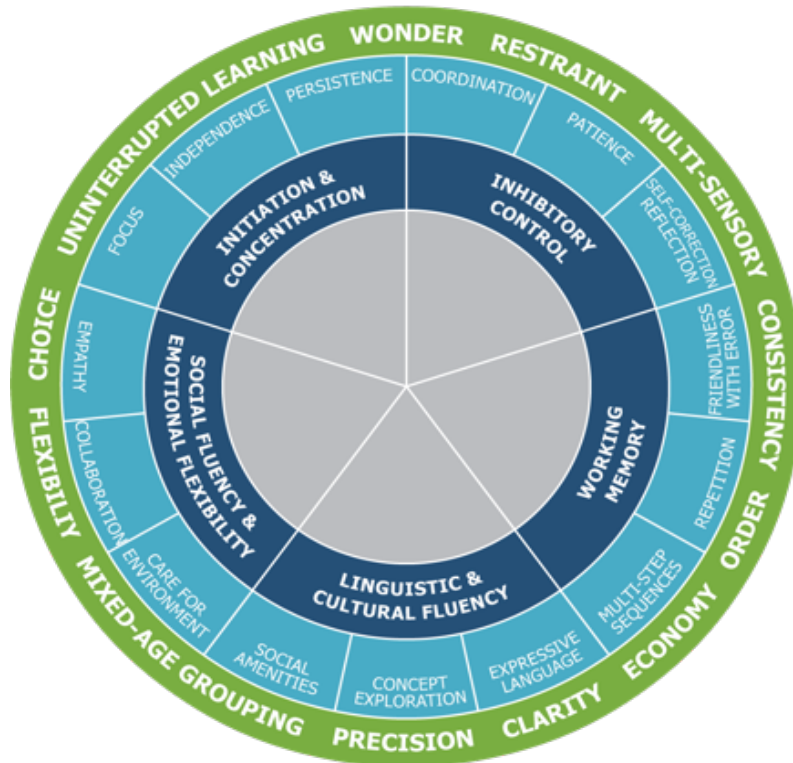 WONDER
RESTRAINT
MULTI-SENSORY
CONSISTENCY
ORDER
ECONOMY
CLARITY
PRECISION
MIXED-AGE GROUPING
FLEXIBILIY
CHOICE
UNINTERRUPTED LEARNING
COORDINATION
PATIENCE
SELF-CORRECTION
REFLECTION
FRIENDLINESS
WITH ERROR
REPETITION
MULTI-STEP
SEQUENCES
EXPRESSIVE
LANGUAGE
CONCEPT
EXPLORATION
SOCIAL
AMENITIES
CARE FOR
ENVIRONMENT
COLLABORATION
EMPATHY
FOCUS
INDEPENDENCE
PERSISTENCE
INHIBITORY
CONTROL
WORKING
MEMORY
LINGUISTIC &
CULTURAL FLUENCY
SOCIAL FLUENCY &
EMOTIONAL FLEXIBILITY
INITIATION &
CONCENTRATION